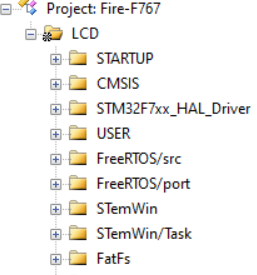 Project: Fire-F767
LCD
STARTUP
CMSIS
STM32F7xx_HAL_Driver
USER
FreeRTOS/src
FreeRTOS/port
STemWin
STemWin/Task
FatFs